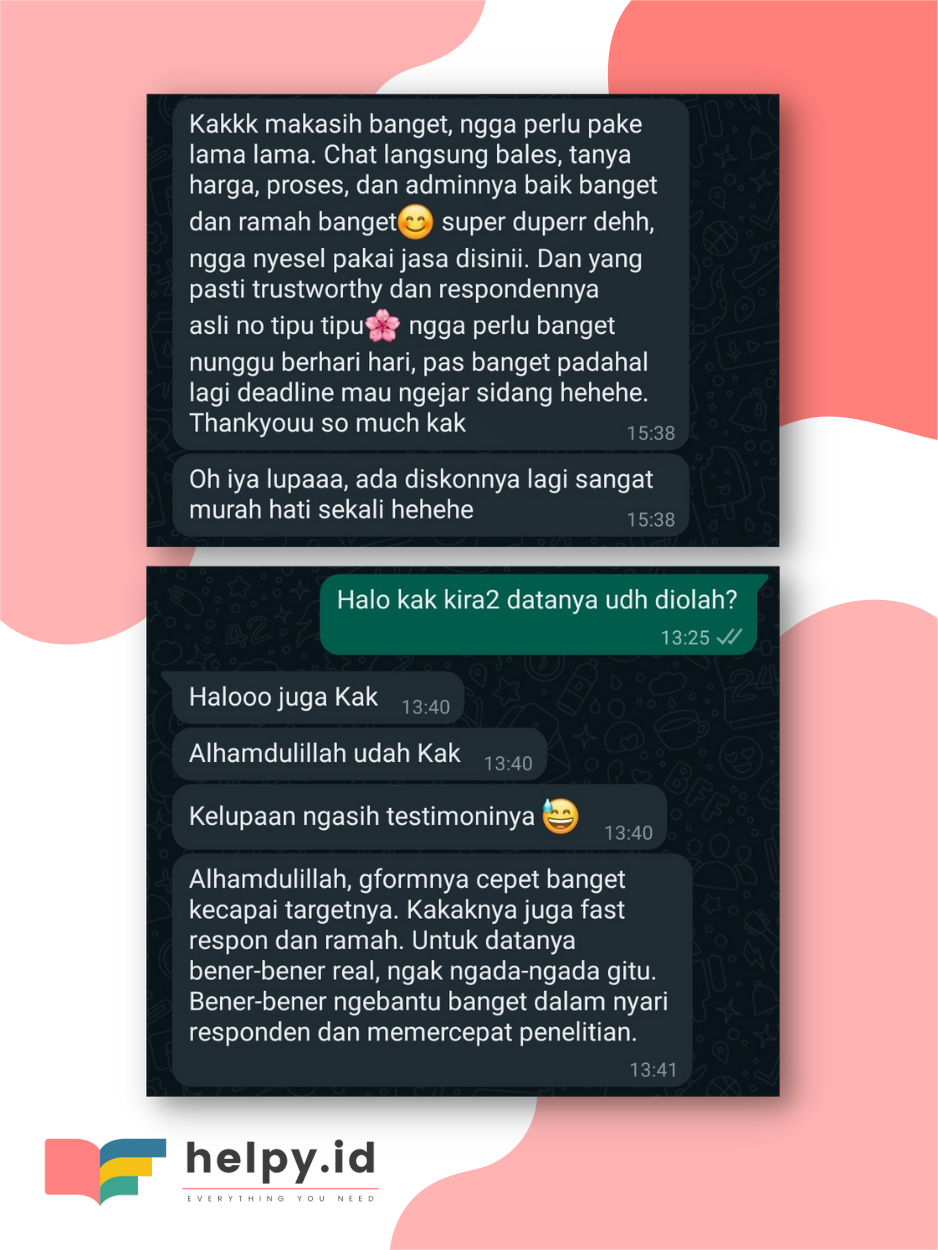 Kakkk makasih banget, ngga perlu pake
lama lama. Chat langsung bales, tanya
harga, proses, dan adminnya baik banget
dan ramah banget😊 super duperr dehh,
ngga nyesel pakai jasa disinii. Dan yang
pasti trustworthy dan respondennya
asli no tipu tipu🌸 ngga perlu banget
nunggu berhari hari, pas banget padahal
lagi deadline mau ngejar sidang hehehe.
Thankyouu so much kak
15:38
Oh iya lupaaa, ada diskonnya lagi sangat
murah hati sekali hehehe
15:38
Halo kak kira2 datanya udh diolah?
13:25
Halooo juga Kak
13:40
Alhamdulillah udah Kak
13:40
Kelupaan ngasih testimoninya 😅
13:40
Alhamdulillah, gformnya cepet banget
kecapai targetnya. Kakaknya juga fast
respon dan ramah. Untuk datanya
bener-bener real, ngak ngada-ngada gitu.
Bener-bener ngebantu banget dalam nyari
responden dan memercepat penelitian.
13:41
helpy.id
EVERYTHING YOU NEED